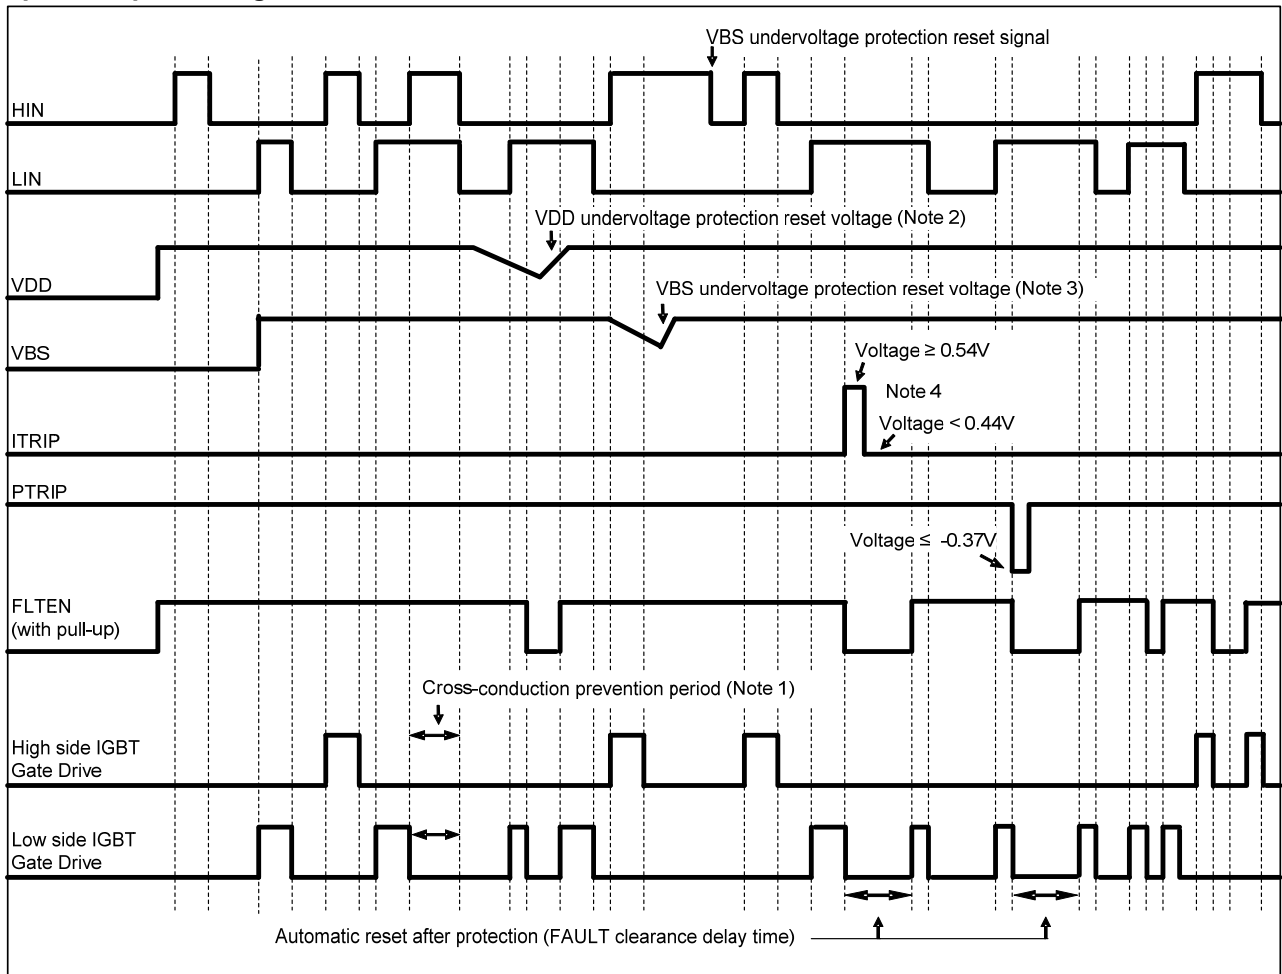 VBS undervoltage protection reset signal
HIN
LIN
VDD undervoltage protection reset voltage (Note 2)
VDD
VBS undervoltage protection reset voltage (Note 3)
VBS
Voltage ≥ 0.54V
Note 4
Voltage < 0.44V
ITRIP
PTRIP
Voltage ≤ -0.37V
FLTEN
(with pull-up)
Cross-conduction prevention period (Note 1)
High side IGBT
Gate Drive
Low side IGBT
Gate Drive
Automatic reset after protection (FAULT clearance delay time)